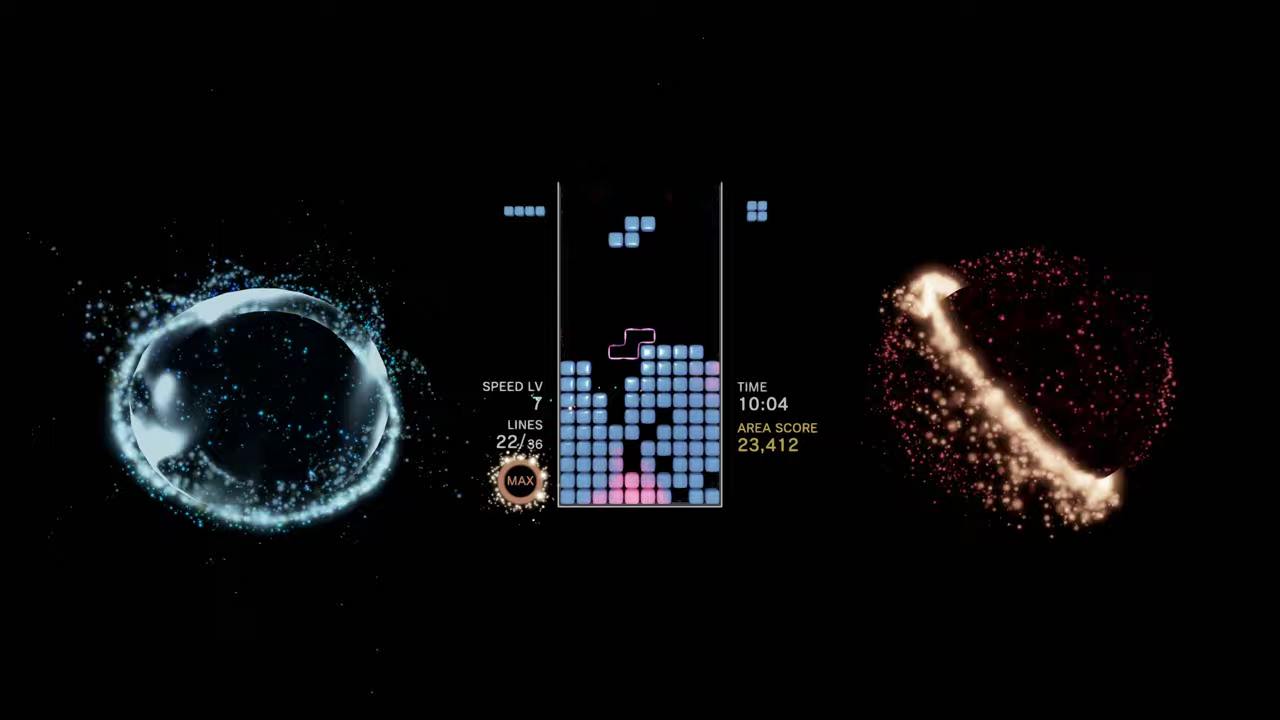 SPEED LV
7
LINES
22/36
MAX
TIME
10:04
AREA SCORE
23,412